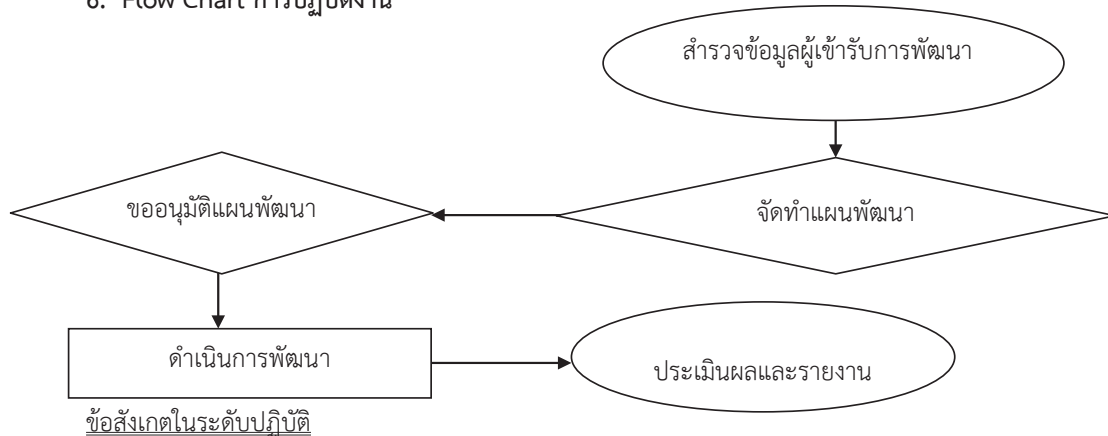 6. Flow Chart การปฏิบัติงาน
สำรวจข้อมูลผู้เข้ารับการพัฒนา
จัดทำแผนพัฒนา
ขออนุมัติแผนพัฒนา
ดำเนินการพัฒนา
ประเมินผลและรายงาน
ข้อสังเกตในระดับปฏิบัติ